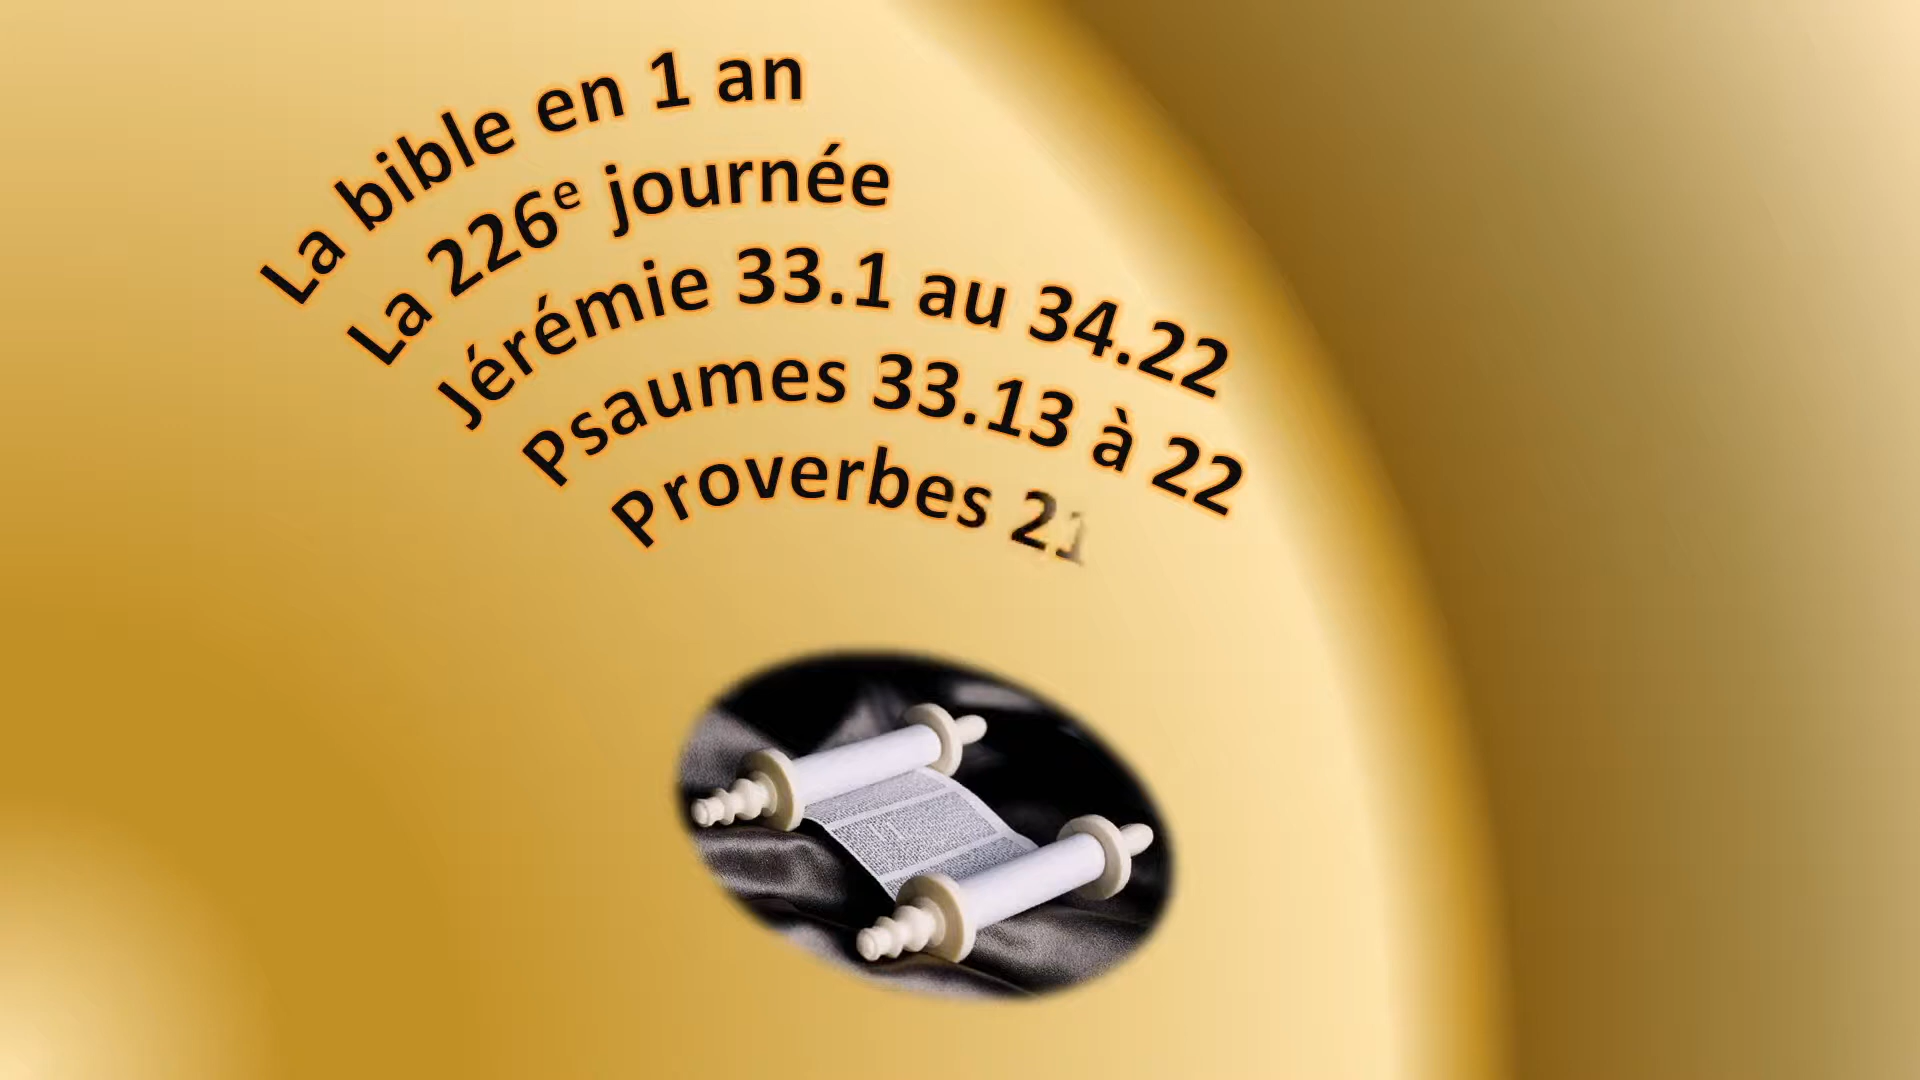 La bible en 1 an
La 226e journée
Jérémie 33.1 au 34.22
Psaumes 33.13 à 22
Proverbes 21